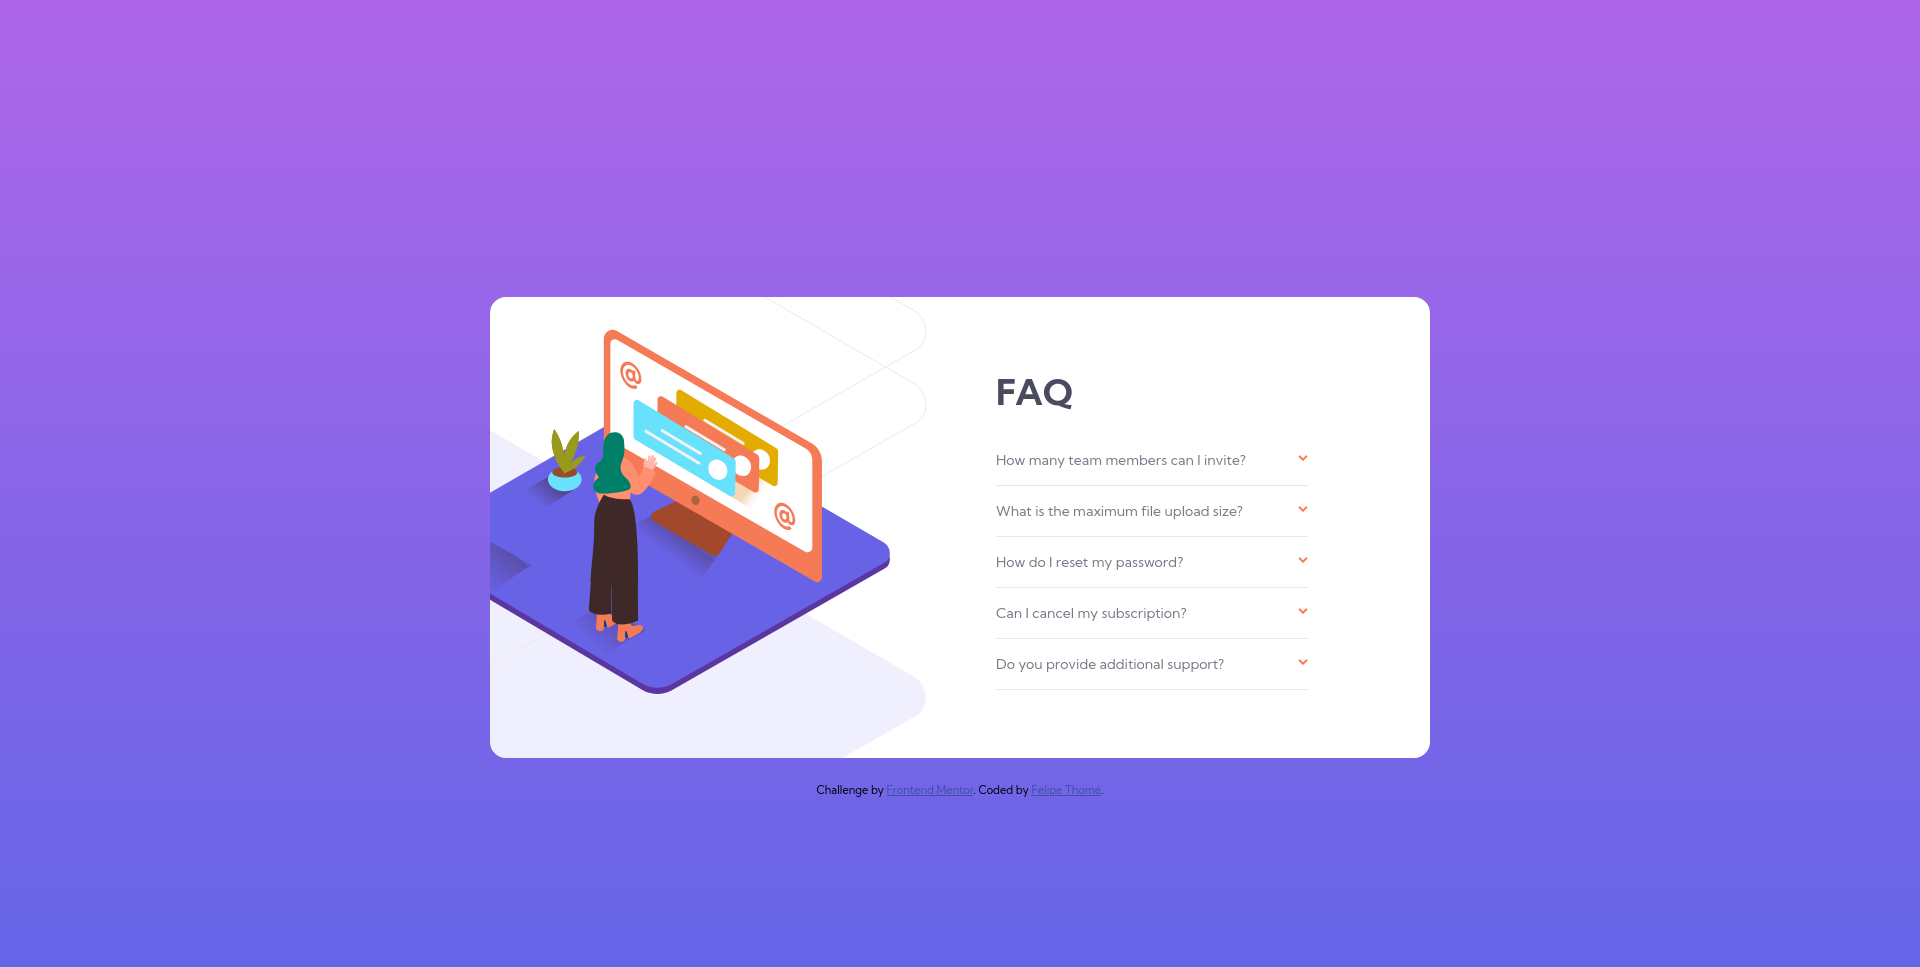 @
@
FAQ
How many team members can I invite?
What is the maximum file upload size?
How do I reset my password?
Can I cancel my subscription?
Do you provide additional support?
Challenge by Frontend Mentor. Coded by Felipe Thomé.